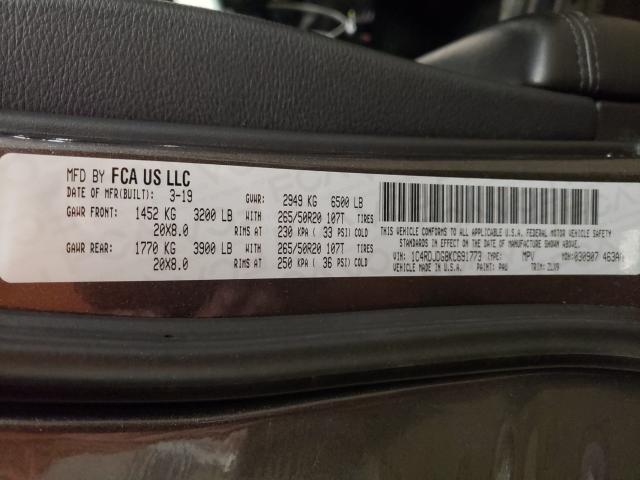 MFD BY FCA US LLC
DATE OF MFR(BUILT): 3-19 GVWR: 2949 KG 6500 LB
GAWR FRONT: 1452 KG 3200 LB WITH 265/50R20 107T TIRES
20X8.0 RIMS AT 230 KPA ( 33 PSI) COLD
GAWR REAR: 1770 KG 3900 LB WITH 265/50R20 107T TIRES
20X8.0 RIMS AT 250 KPA ( 36 PSI) COLD
THIS VEHICLE CONFORMS TO ALL APPLICABLE U.S.A. FEDERAL MOTOR VEHICLE SAFETY
STANDARDS IN EFFECT ON THE DATE OF MANUFACTURE SHOWN ABOVE.
VIN: 1C4RDJDG8KC691773 TYPE: MPV MDH:030907 463A
MADE IN U.S.A. PAINT: PAU TRIM: ZLX9